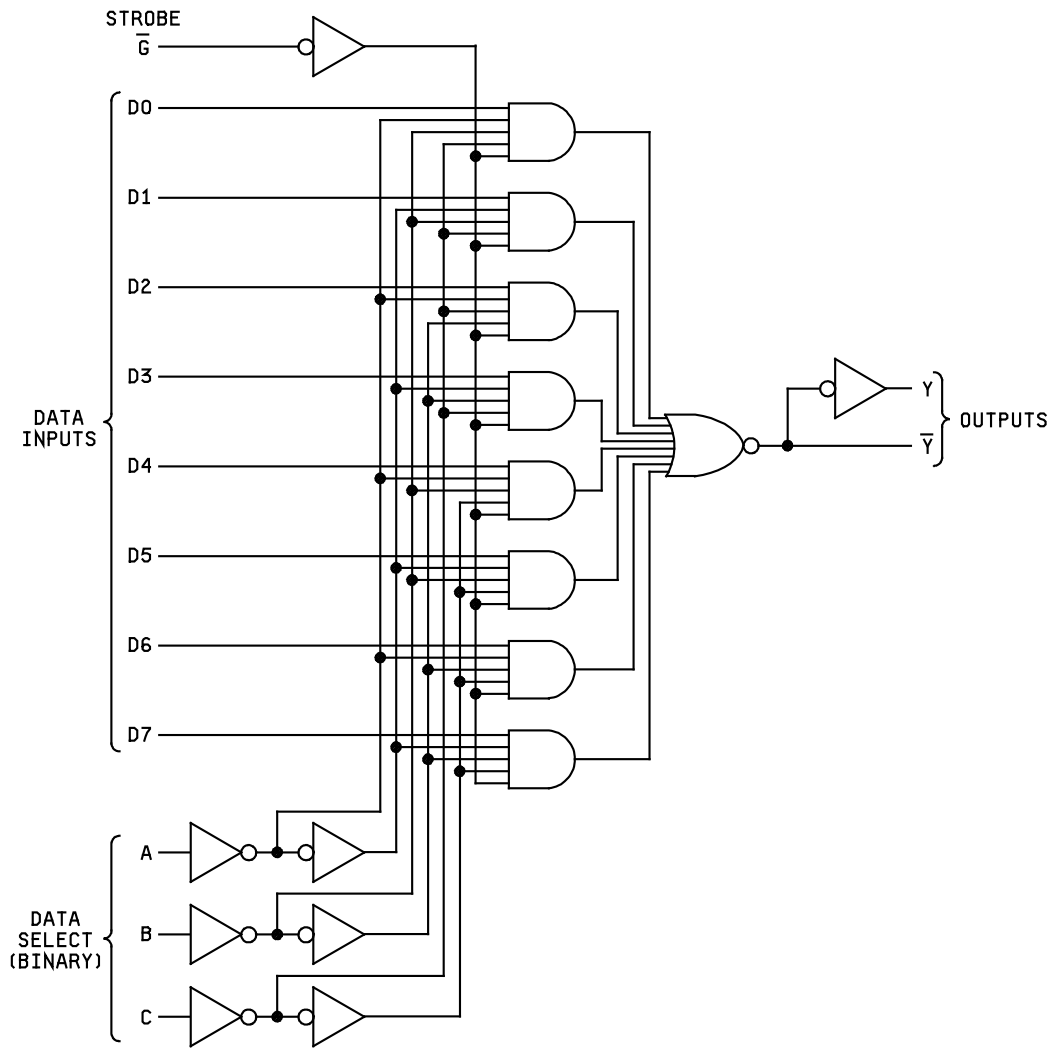 STROBE
G̅
D0
D1
D2
D3
D4
D5
D6
D7
DATA
INPUTS
Y
Y̅
OUTPUTS
A
B
C
DATA
SELECT
(BINARY)